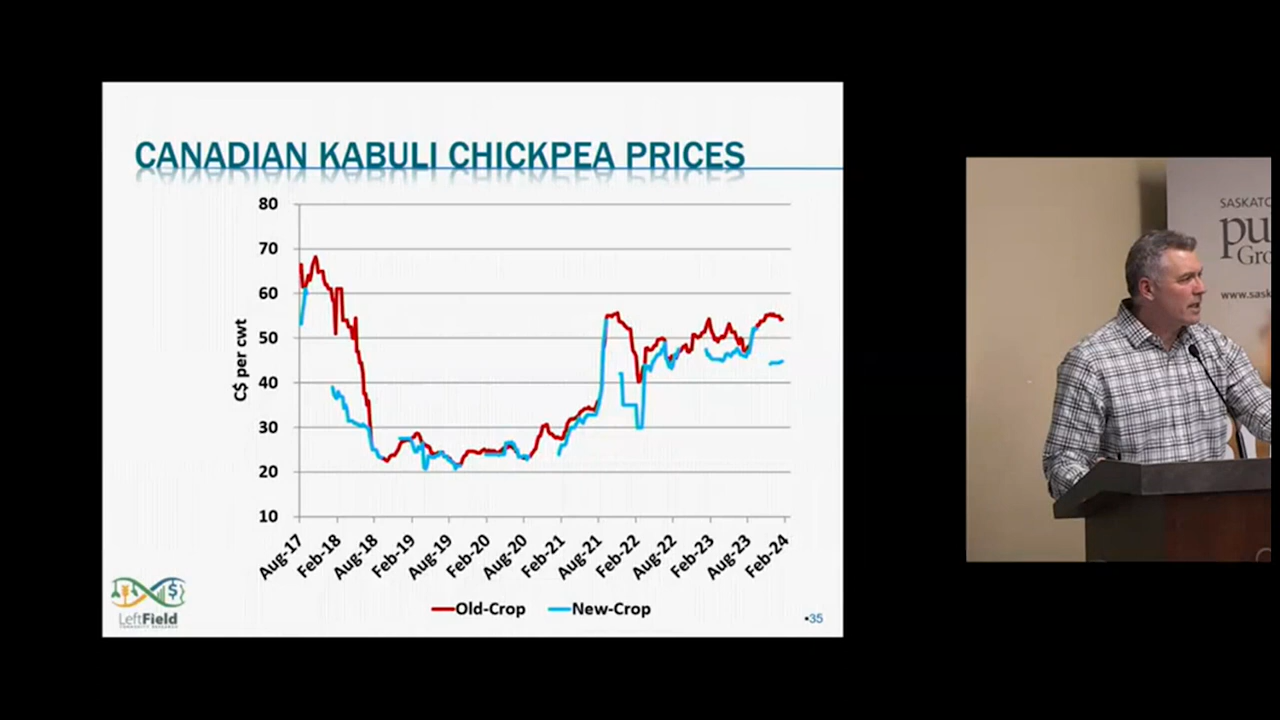 CANADIAN KABULI CHICKPEA PRICES
80
70
60
50
40
30
20
10
C$ per cwt
Aug-17
Feb-18
Aug-18
Feb-19
Aug-19
Feb-20
Aug-20
Feb-21
Aug-21
Feb-22
Aug-22
Feb-23
Aug-23
Feb-24
Old-Crop
New-Crop
LeftField
▪35
SASKATC
pu
Gro
www.sask